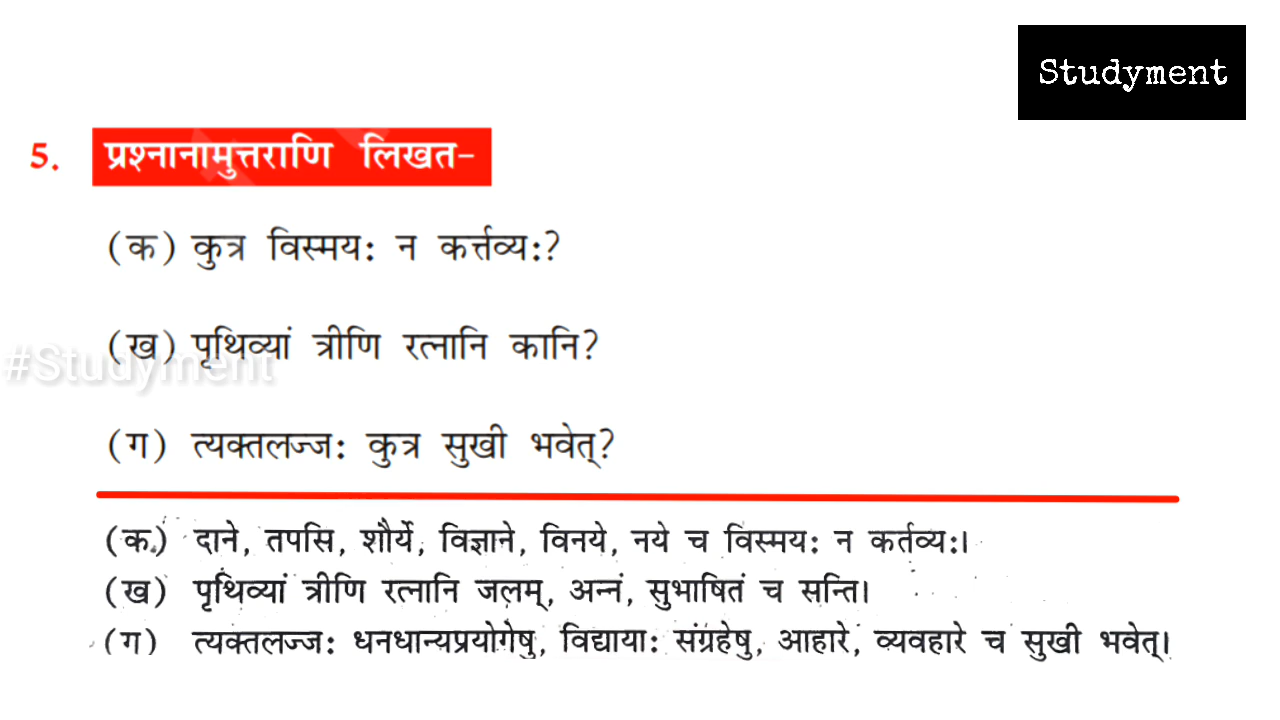 Studyment
5. प्रश्नानामुत्तराणि लिखत-
(क) कुत्र विस्मयः न कर्त्तव्यः?
(ख) पृथिव्यां त्रीणि रत्नानि कानि?
#Studyment
(ग) त्यक्तलज्जः कुत्र सुखी भवेत्?
(क) दाने, तपसि, शौर्ये, विज्ञाने, विनये, नये च विस्मयः न कर्तव्यः।
(ख) पृथिव्यां त्रीणि रत्नानि जलम्, अन्नं, सुभाषितं च सन्ति।
(ग) त्यक्तलज्जः धनधान्यप्रयोगेषु, विद्यायाः संग्रहेषु, आहारे, व्यवहारे च सुखी भवेत्।